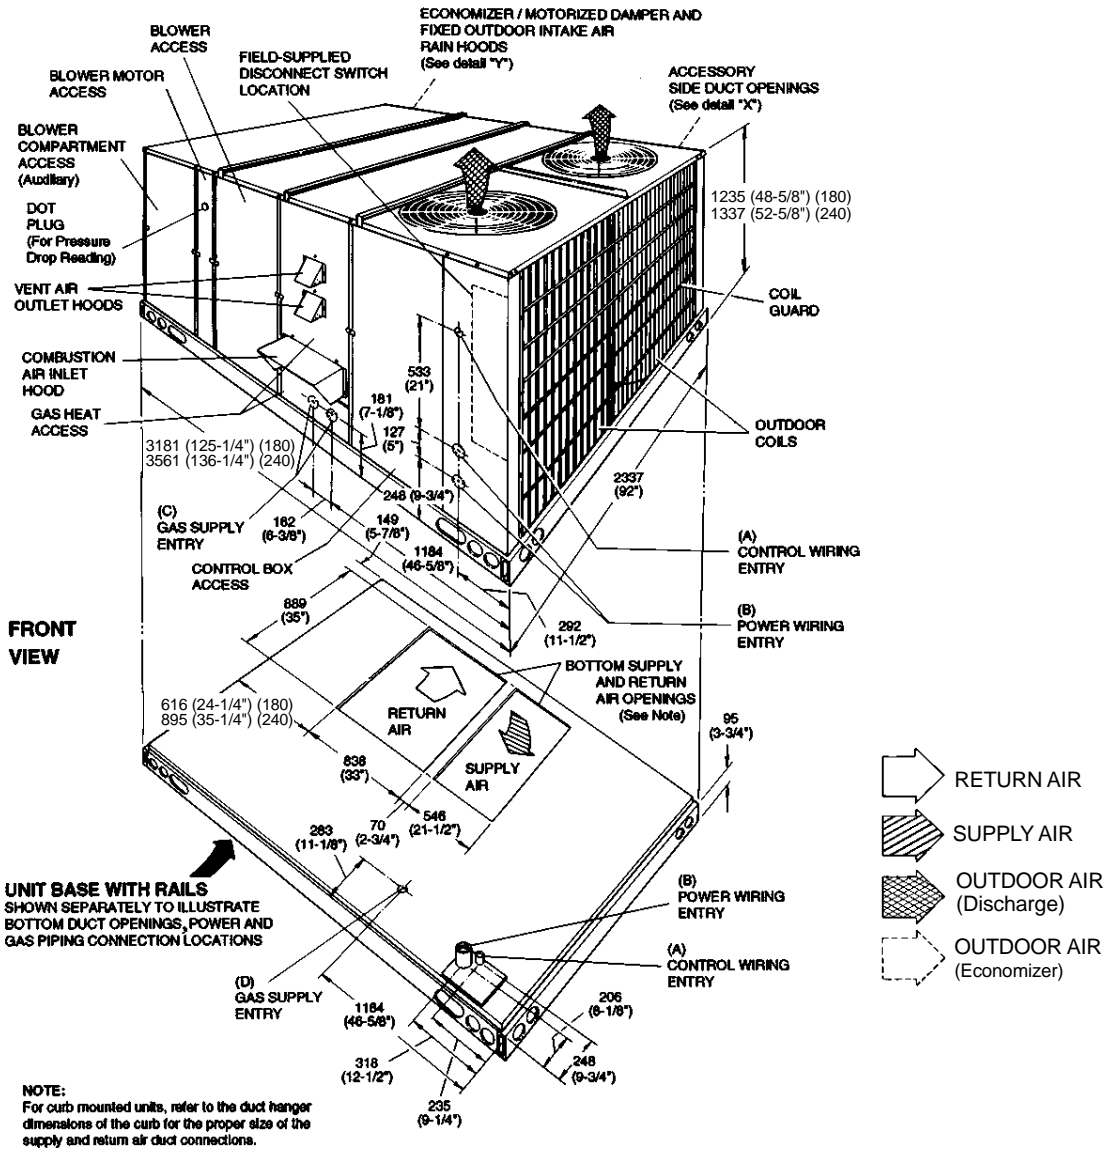 ECONOMIZER / MOTORIZED DAMPER AND
FIXED OUTDOOR INTAKE AIR
RAIN HOODS
(See detail "Y")
BLOWER
ACCESS
FIELD-SUPPLIED
DISCONNECT SWITCH
LOCATION
BLOWER MOTOR
ACCESS
ACCESSORY
SIDE DUCT OPENINGS
(See detail "X")
BLOWER
COMPARTMENT
ACCESS
(Auxiliary)
DOT
PLUG
(For Pressure
Drop Reading)
1235 (48-5/8") (180)
1337 (52-5/8") (240)
VENT AIR
OUTLET HOODS
COIL
GUARD
COMBUSTION
AIR INLET
HOOD
533
(21")
GAS HEAT
ACCESS
181
(7-1/8")
127
(5")
OUTDOOR
COILS
3181 (125-1/4") (180)
3561 (136-1/4") (240)
2337
(92")
248 (9-3/4")
(C)
GAS SUPPLY
ENTRY
162
(6-3/8")
149
(5-7/8")
1184
(46-5/8")
(A)
CONTROL WIRING
ENTRY
CONTROL BOX
ACCESS
889
(35")
292
(11-1/2")
(B)
POWER WIRING
ENTRY
FRONT
VIEW
BOTTOM SUPPLY
AND RETURN
AIR OPENINGS
(See Note)
616 (24-1/4") (180)
895 (35-1/4") (240)
RETURN
AIR
95
(3-3/4")
838
(33")
SUPPLY
AIR
RETURN AIR
546
(21-1/2")
70
(2-3/4")
283
(11-1/8")
SUPPLY AIR
UNIT BASE WITH RAILS
SHOWN SEPARATELY TO ILLUSTRATE
BOTTOM DUCT OPENINGS, POWER AND
GAS PIPING CONNECTION LOCATIONS
(B)
POWER WIRING
ENTRY
OUTDOOR AIR
(Discharge)
(A)
CONTROL WIRING
ENTRY
OUTDOOR AIR
(Economizer)
(D)
GAS SUPPLY
ENTRY
1184
(46-5/8")
206
(8-1/8")
318
(12-1/2")
248
(9-3/4")
235
(9-1/4")
NOTE:
For curb mounted units, refer to the duct hanger
dimensions of the curb for the proper size of the
supply and return air duct connections.